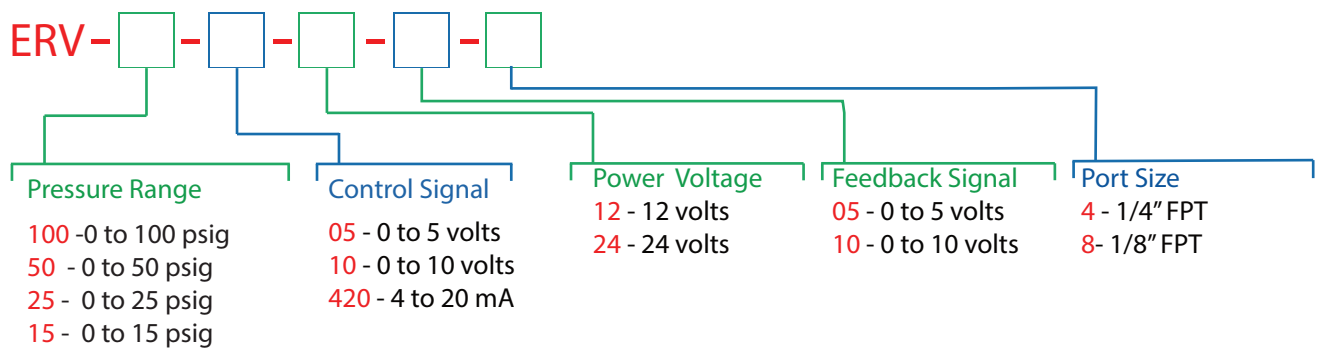 ERV-    -    -    -    -
Pressure Range
100 -0 to 100 psig
50 - 0 to 50 psig
25 - 0 to 25 psig
15 - 0 to 15 psig
Control Signal
05 - 0 to 5 volts
10 - 0 to 10 volts
420 - 4 to 20 mA
Power Voltage
12 - 12 volts
24 - 24 volts
Feedback Signal
05 - 0 to 5 volts
10 - 0 to 10 volts
Port Size
4 - 1/4” FPT
8- 1/8” FPT